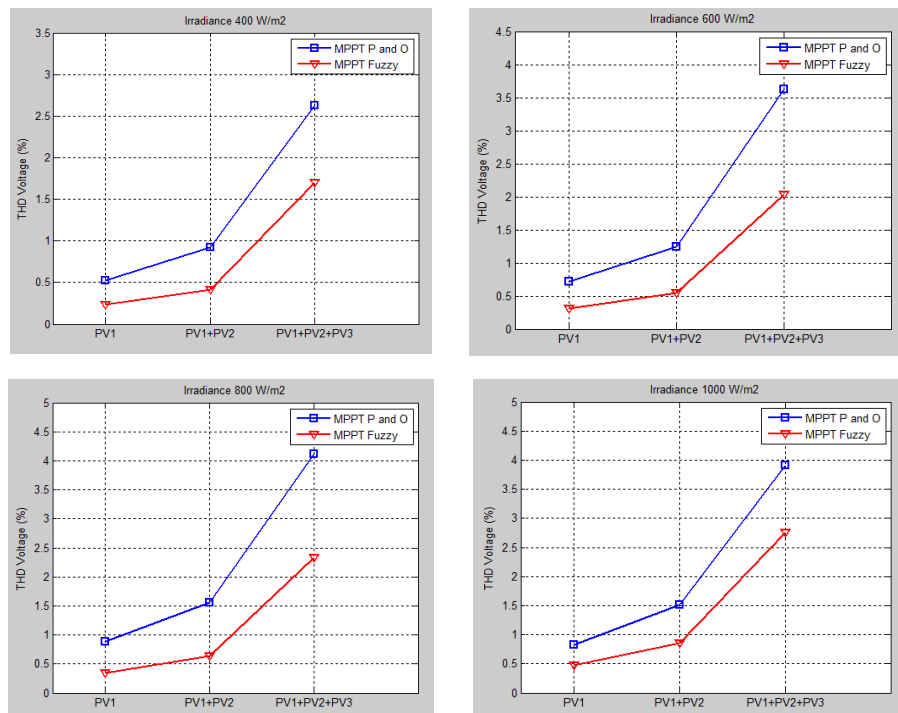 Irradiance 400 W/m2
3.5
3
2.5
2
1.5
1
0.5
0
THD Voltage (%)
MPPT P and O
MPPT Fuzzy
PV1 PV1+PV2 PV1+PV2+PV3
Irradiance 600 W/m2
4.5
4
3.5
3
2.5
2
1.5
1
0.5
0
THD Voltage (%)
MPPT P and O
MPPT Fuzzy
PV1 PV1+PV2 PV1+PV2+PV3
Irradiance 800 W/m2
5
4.5
4
3.5
3
2.5
2
1.5
1
0.5
0
THD Voltage (%)
MPPT P and O
MPPT Fuzzy
PV1 PV1+PV2 PV1+PV2+PV3
Irradiance 1000 W/m2
5
4.5
4
3.5
3
2.5
2
1.5
1
0.5
0
THD Voltage (%)
MPPT P and O
MPPT Fuzzy
PV1 PV1+PV2 PV1+PV2+PV3